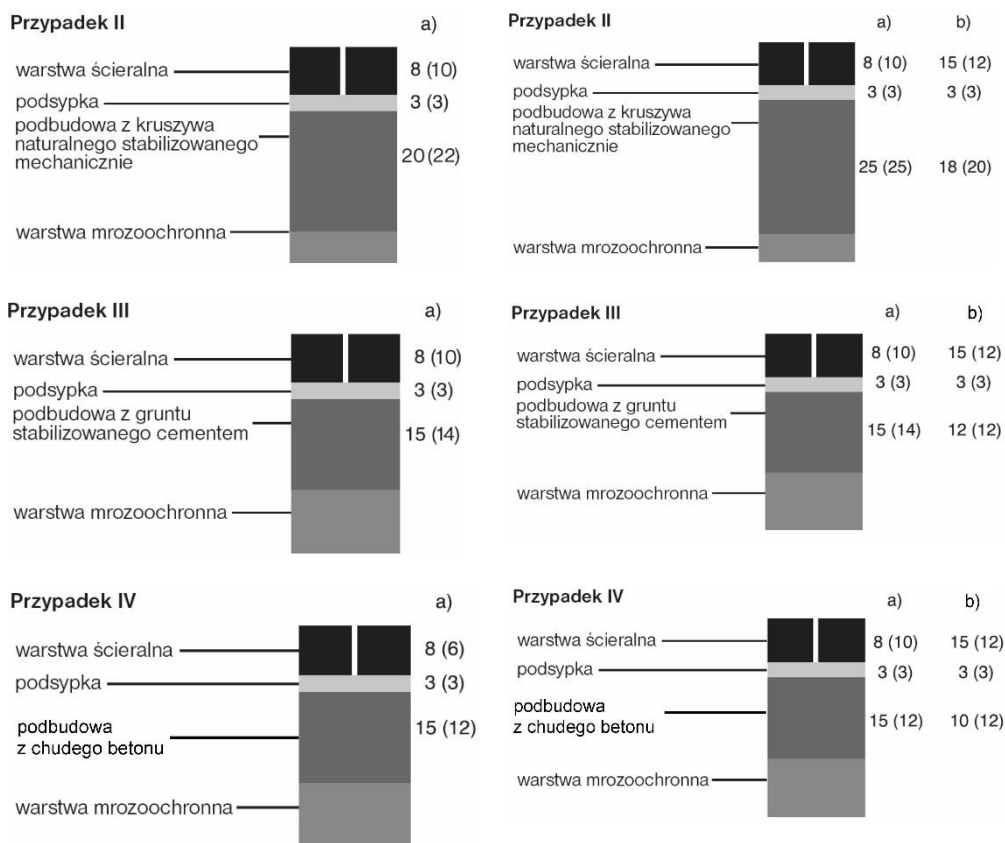 Przypadek II a)
warstwa ścieralna 8 (10)
podsypka 3 (3)
podbudowa z kruszywa
naturalnego stabilizowanego
mechanicznie
20 (22)
warstwa mrozoochronna
Przypadek II a) b)
warstwa ścieralna 8 (10) 15 (12)
podsypka 3 (3) 3 (3)
podbudowa z kruszywa
naturalnego stabilizowanego
mechanicznie
25 (25) 18 (20)
warstwa mrozoochronna
Przypadek III a)
warstwa ścieralna 8 (10)
podsypka 3 (3)
podbudowa z gruntu
stabilizowanego cementem
15 (14)
warstwa mrozoochronna
Przypadek III a) b)
warstwa ścieralna 8 (10) 15 (12)
podsypka 3 (3) 3 (3)
podbudowa z gruntu
stabilizowanego cementem
15 (14) 12 (12)
warstwa mrozoochronna
Przypadek IV a)
warstwa ścieralna 8 (6)
podsypka 3 (3)
podbudowa 15 (12)
z chudego betonu
warstwa mrozoochronna
Przypadek IV a) b)
warstwa ścieralna 8 (10) 15 (12)
podsypka 3 (3) 3 (3)
podbudowa 15 (12) 10 (12)
z chudego betonu
warstwa mrozoochronna